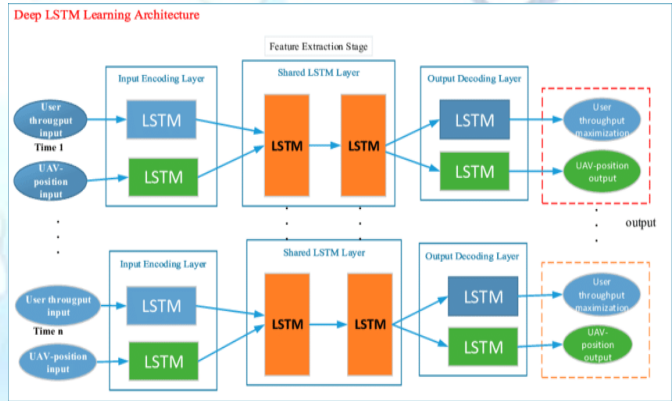 Deep LSTM Learning Architecture
Feature Extraction Stage
Input Encoding Layer
Shared LSTM Layer
Output Decoding Layer
User
througput
input
LSTM
LSTM
LSTM
LSTM
User
throughput
maximization
Time 1
UAV-
position
input
LSTM
LSTM
UAV-position
output
output
Input Encoding Layer
Shared LSTM Layer
Output Decoding Layer
User througput
input
LSTM
LSTM
LSTM
LSTM
User
throughput
maximization
Time n
UAV-position
input
LSTM
LSTM
UAV-
position
output